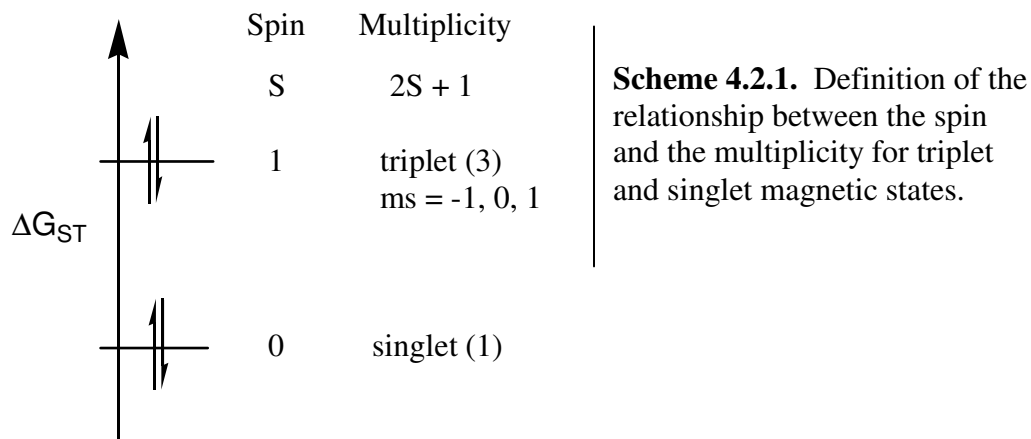 Spin Multiplicity
S 2S + 1
1 triplet (3)
ms = -1, 0, 1
ΔG_ST
0 singlet (1)
Scheme 4.2.1. Definition of the
relationship between the spin
and the multiplicity for triplet
and singlet magnetic states.